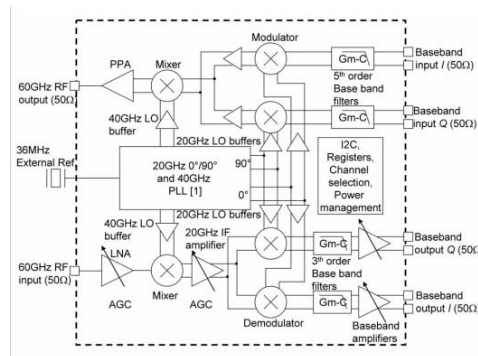 Modulator
PPA
Mixer
Gm-C
Baseband
input I (50Ω)
60GHz RF
output (50Ω)
5th order
Base band
filters
40GHz LO
buffer
Gm-C
Baseband
input Q (50Ω)
20GHz LO buffers
36MHz
External Ref
20GHz 0°/90°
and 40GHz
PLL [1]
90°
0°
I2C,
Registers,
Channel
selection,
Power
management
40GHz LO
buffer
20GHz LO buffers
20GHz IF
amplifier
LNA
60GHz RF
input (50Ω)
AGC
Mixer
AGC
Gm-C
Baseband
output Q (50Ω)
3rd order
Base band
filters
Gm-C
Baseband
output I (50Ω)
Demodulator
Baseband
amplifiers